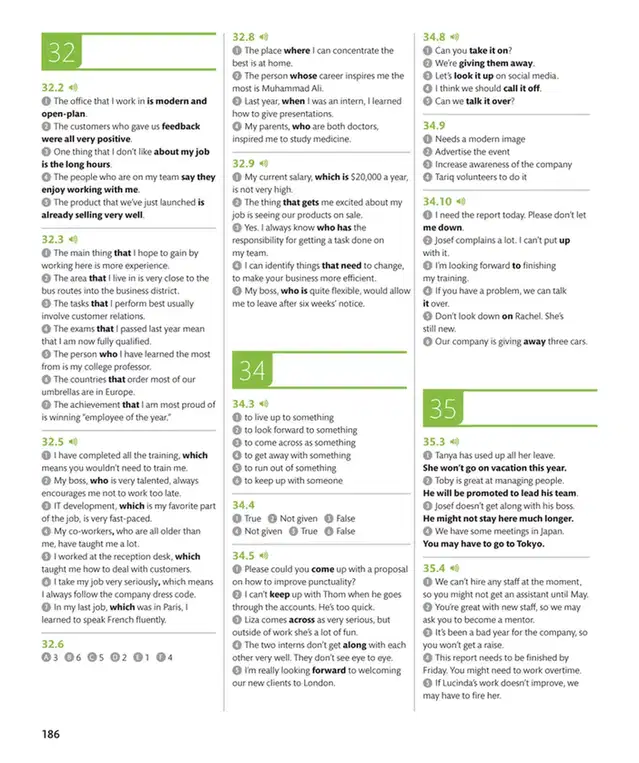 32
32.2
1 The office that I work in is modern and
open-plan.
2 The customers who gave us feedback
were all very positive.
3 One thing that I don't like about my job
is the long hours.
4 The people who are on my team say they
enjoy working with me.
5 The product that we've just launched is
already selling very well.
32.3
1 The main thing that I hope to gain by
working here is more experience.
2 The area that I live in is very close to the
bus routes into the business district.
3 The tasks that I perform best usually
involve customer relations.
4 The exams that I passed last year mean
that I am now fully qualified.
5 The person who I have learned the most
from is my college professor.
6 The countries that order most of our
umbrellas are in Europe.
7 The achievement that I am most proud of
is winning "employee of the year."
32.5
1 I have completed all the training, which
means you wouldn't need to train me.
2 My boss, who is very talented, always
encourages me not to work too late.
3 IT development, which is my favorite part
of the job, is very fast-paced.
4 My co-workers, who are all older than
me, have taught me a lot.
5 I worked at the reception desk, which
taught me how to deal with customers.
6 I take my job very seriously, which means
I always follow the company dress code.
7 In my last job, which was in Paris, I
learned to speak French fluently.
32.6
A 3 B 6 C 5 D 2 E 1 F 4
32.8
1 The place where I can concentrate the
best is at home.
2 The person whose career inspires me the
most is Muhammad Ali.
3 Last year, when I was an intern, I learned
how to give presentations.
4 My parents, who are both doctors,
inspired me to study medicine.
32.9
1 My current salary, which is $20,000 a year,
is not very high.
2 The thing that gets me excited about my
job is seeing our products on sale.
3 Yes. I always know who has the
responsibility for getting a task done on
my team.
4 I can identify things that need to change,
to make your business more efficient.
5 My boss, who is quite flexible, would allow
me to leave after six weeks' notice.
34
34.3
1 to live up to something
2 to look forward to something
3 to come across as something
4 to get away with something
5 to run out of something
6 to keep up with someone
34.4
1 True 2 Not given 3 False
4 Not given 5 True 6 False
34.5
1 Please could you come up with a proposal
on how to improve punctuality?
2 I can't keep up with Thom when he goes
through the accounts. He's too quick.
3 Liza comes across as very serious, but
outside of work she's a lot of fun.
4 The two interns don't get along with each
other very well. They don't see eye to eye.
5 I'm really looking forward to welcoming
our new clients to London.
34.8
1 Can you take it on?
2 We're giving them away.
3 Let's look it up on social media.
4 I think we should call it off.
5 Can we talk it over?
34.9
1 Needs a modern image
2 Advertise the event
3 Increase awareness of the company
4 Tariq volunteers to do it
34.10
1 I need the report today. Please don't let
me down.
2 Josef complains a lot. I can't put up
with it.
3 I'm looking forward to finishing
my training.
4 If you have a problem, we can talk
it over.
5 Don't look down on Rachel. She's
still new.
6 Our company is giving away three cars.
35
35.3
1 Tanya has used up all her leave.
She won't go on vacation this year.
2 Toby is great at managing people.
He will be promoted to lead his team.
3 Josef doesn't get along with his boss.
He might not stay here much longer.
4 We have some meetings in Japan.
You may have to go to Tokyo.
35.4
1 We can't hire any staff at the moment,
so you might not get an assistant until May.
2 You're great with new staff, so we may
ask you to become a mentor.
3 It's been a bad year for the company, so
you won't get a raise.
4 This report needs to be finished by
Friday. You might need to work overtime.
5 If Lucinda's work doesn't improve, we
may have to fire her.
186